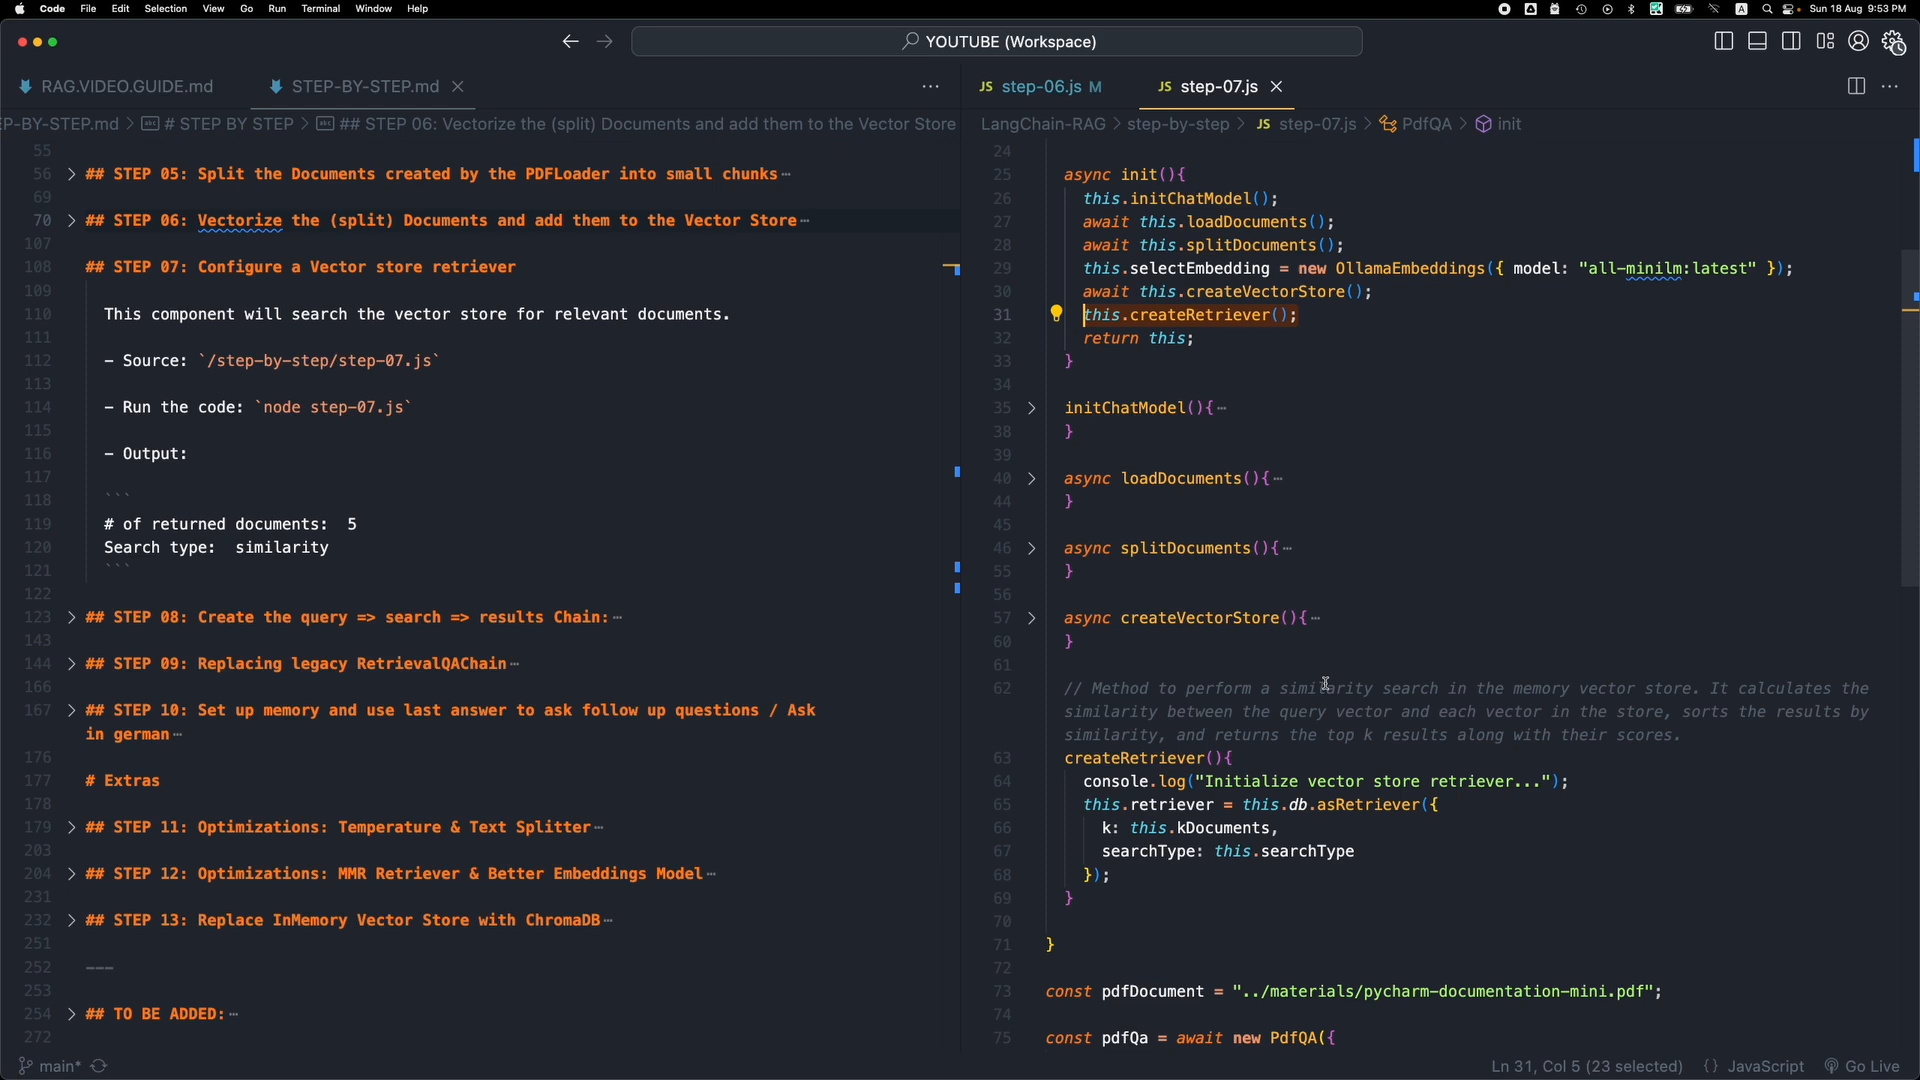 Code File Edit Selection View Go Run Terminal Window Help
A Sun 18 Aug 9:53 PM
YOUTUBE (Workspace)
RAG.VIDEO.GUIDE.md
STEP-BY-STEP.md
P-BY-STEP.md > # STEP BY STEP > ## STEP 06: Vectorize the (split) Documents and add them to the Vector Store
55
56 ## STEP 05: Split the Documents created by the PDFLoader into small chunks…
69
70 ## STEP 06: Vectorize the (split) Documents and add them to the Vector Store…
107
108 ## STEP 07: Configure a Vector store retriever
109
110 This component will search the vector store for relevant documents.
111
112 - Source: `/step-by-step/step-07.js`
113
114 - Run the code: `node step-07.js`
115
116 - Output:
117
118 ```
119 # of returned documents:  5
120 Search type:  similarity
121 ```
122
123 ## STEP 08: Create the query => search => results Chain:…
143
144 ## STEP 09: Replacing legacy RetrievalQAChain…
166
167 ## STEP 10: Set up memory and use last answer to ask follow up questions / Ask
in german…
176
177 # Extras
178
179 ## STEP 11: Optimizations: Temperature & Text Splitter…
203
204 ## STEP 12: Optimizations: MMR Retriever & Better Embeddings Model…
231
232 ## STEP 13: Replace InMemory Vector Store with ChromaDB…
251
252 ---
253
254 ## TO BE ADDED:…
272
JS step-06.js M
JS step-07.js
LangChain-RAG > step-by-step > JS step-07.js > PdfQA > init
24
25 async init(){
26 this.initChatModel();
27 await this.loadDocuments();
28 await this.splitDocuments();
29 this.selectEmbedding = new OllamaEmbeddings({ model: "all-minilm:latest" });
30 await this.createVectorStore();
31 this.createRetriever();
32 return this;
33 }
34
35 initChatModel(){…
38 }
39
40 async loadDocuments(){…
44 }
45
46 async splitDocuments(){…
55 }
56
57 async createVectorStore(){…
60 }
61
62 // Method to perform a similarity search in the memory vector store. It calculates the
similarity between the query vector and each vector in the store, sorts the results by
similarity, and returns the top k results along with their scores.
63 createRetriever(){
64 console.log("Initialize vector store retriever...");
65 this.retriever = this.db.asRetriever({
66 k: this.kDocuments,
67 searchType: this.searchType
68 });
69 }
70
71 }
72
73 const pdfDocument = "../materials/pycharm-documentation-mini.pdf";
74
75 const pdfQa = await new PdfQA({
main*
Ln 31, Col 5 (23 selected) {} JavaScript Go Live